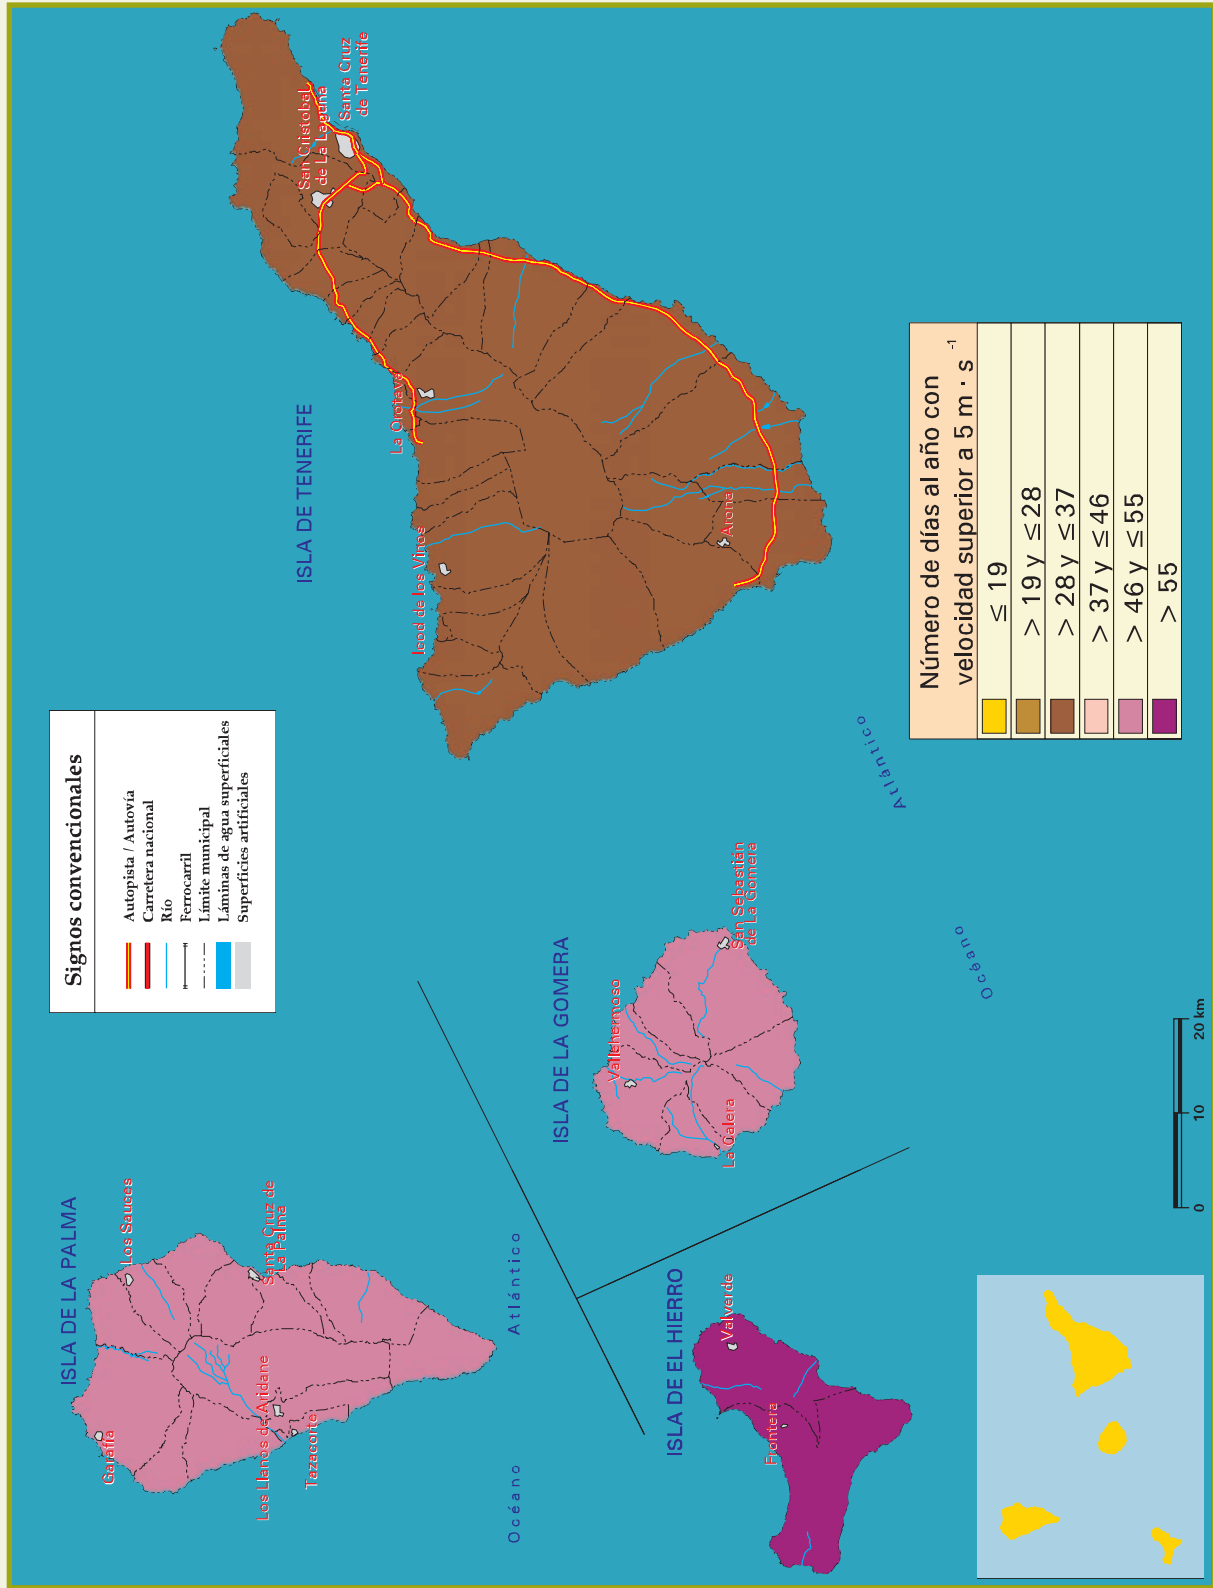 Signos convencionales
Autopista / Autovía
Carretera nacional
Río
Ferrocarril
Límite municipal
Láminas de agua superficiales
Superficies artificiales
ISLA DE LA PALMA
Garafía
Los Sauces
Santa Cruz de
La Palma
Los Llanos de Aridane
Tazacorte
Océano Atlántico
ISLA DE TENERIFE
San Cristobal
de La Laguna
Santa Cruz
de Tenerife
La Orotava
Icod de los Vinos
Arona
ISLA DE LA GOMERA
Vallehermoso
San Sebastián
de La Gomera
La Calera
ISLA DE EL HIERRO
Valverde
Frontera
Océano Atlántico
Número de días al año con
velocidad superior a 5 m · s -1
≤ 19
> 19 y ≤ 28
> 28 y ≤ 37
> 37 y ≤ 46
> 46 y ≤ 55
> 55
0 10 20 km